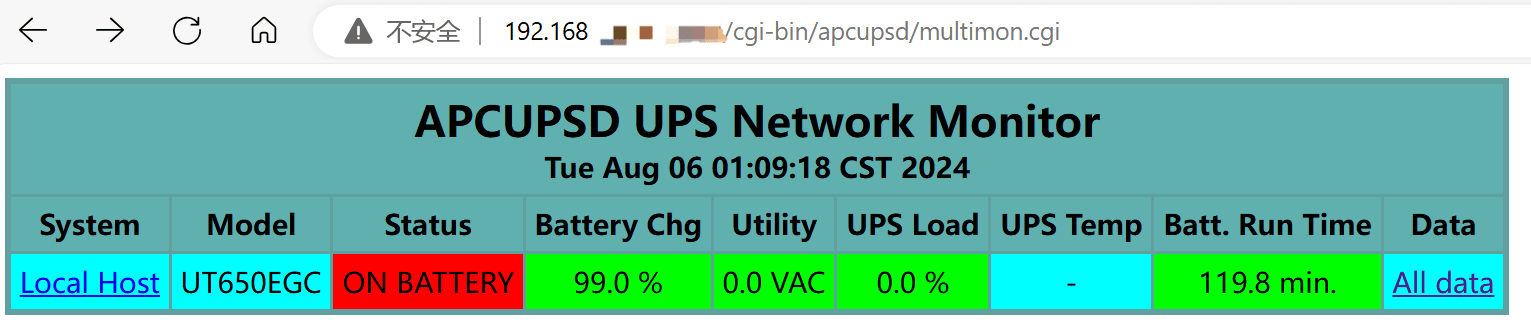 不安全 192.168 /cgi-bin/apcupsd/multimon.cgi
APCUPSD UPS Network Monitor
Tue Aug 06 01:09:18 CST 2024
System Model Status Battery Chg Utility UPS Load UPS Temp Batt. Run Time Data
Local Host UT650EGC ON BATTERY 99.0 % 0.0 VAC 0.0 % - 119.8 min. All data